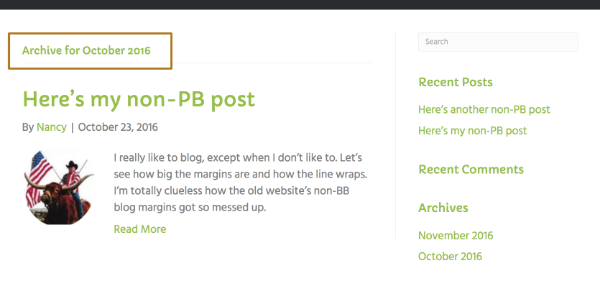 Archive for October 2016
Here's my non-PB post
By Nancy | October 23, 2016
I really like to blog, except when I don't like to. Let's
see how big the margins are and how the line wraps.
I'm totally clueless how the old website's non-BB
blog margins got so messed up.
Read More
Search
Recent Posts
Here's another non-PB post
Here's my non-PB post
Recent Comments
Archives
November 2016
October 2016